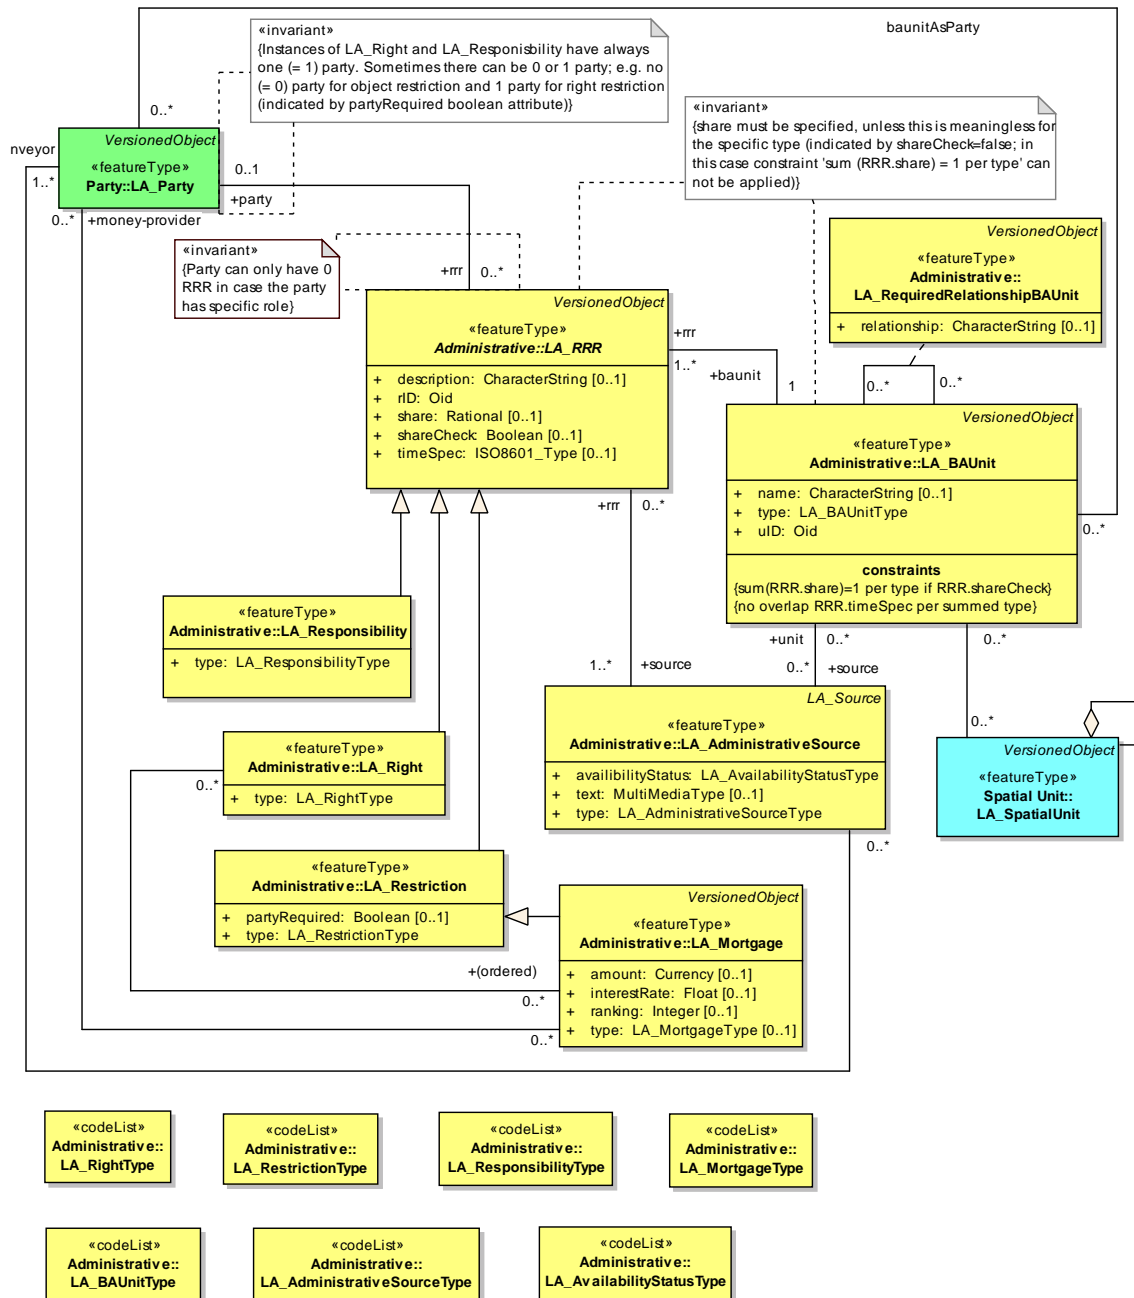 baunitAsParty
«invariant»
{Instances of LA_Right and LA_Responisbility have always
one (= 1) party. Sometimes there can be 0 or 1 party; e.g. no
(= 0) party for object restriction and 1 party for right restriction
(indicated by partyRequired boolean attribute)}
«invariant»
{share must be specified, unless this is meaningless for
the specific type (indicated by shareCheck=false; in
this case constraint 'sum (RRR.share) = 1 per type' can
not be applied)}
0..*
nveyor
1..*
VersionedObject
«featureType»
Party::LA_Party
0..1
+party
0..*
+money-provider
«invariant»
{Party can only have 0
RRR in case the party
has specific role}
+rrr
0..*
VersionedObject
«featureType»
Administrative::
LA_RequiredRelationshipBAUnit
+ relationship: CharacterString [0..1]
0..*
0..*
VersionedObject
«featureType»
Administrative::LA_RRR
+ description: CharacterString [0..1]
+ rID: Oid
+ share: Rational [0..1]
+ shareCheck: Boolean [0..1]
+ timeSpec: ISO8601_Type [0..1]
+rrr
1..*
+baunit
1
VersionedObject
«featureType»
Administrative::LA_BAUnit
+ name: CharacterString [0..1]
+ type: LA_BAUnitType
+ uID: Oid
constraints
{sum(RRR.share)=1 per type if RRR.shareCheck}
{no overlap RRR.timeSpec per summed type}
0..*
+rrr
0..*
«featureType»
Administrative::LA_Responsibility
+ type: LA_ResponsibilityType
+unit
0..*
0..*
1..*
+source
0..*
+source
0..*
LA_Source
«featureType»
Administrative::LA_AdministrativeSource
+ availibilityStatus: LA_AvailabilityStatusType
+ text: MultiMediaType [0..1]
+ type: LA_AdministrativeSourceType
0..*
VersionedObject
«featureType»
Spatial Unit::
LA_SpatialUnit
«featureType»
Administrative::LA_Right
+ type: LA_RightType
0..*
«featureType»
Administrative::LA_Restriction
+ partyRequired: Boolean [0..1]
+ type: LA_RestrictionType
VersionedObject
«featureType»
Administrative::LA_Mortgage
+ amount: Currency [0..1]
+ interestRate: Float [0..1]
+ ranking: Integer [0..1]
+ type: LA_MortgageType [0..1]
+(ordered)
0..*
0..*
«codeList»
Administrative::
LA_RightType
«codeList»
Administrative::
LA_RestrictionType
«codeList»
Administrative::
LA_ResponsibilityType
«codeList»
Administrative::
LA_MortgageType
«codeList»
Administrative::
LA_BAUnitType
«codeList»
Administrative::
LA_AdministrativeSourceType
«codeList»
Administrative::
LA_AvailabilityStatusType